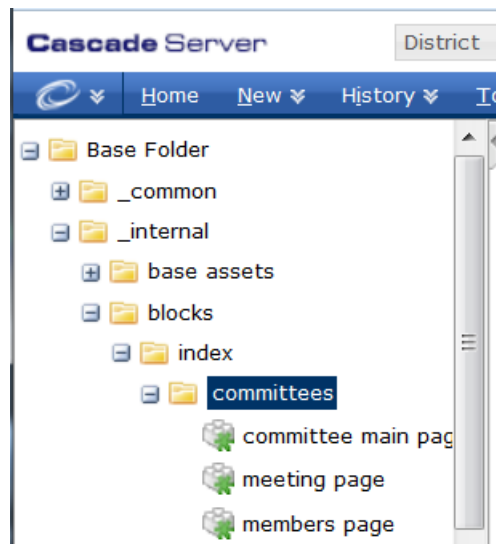 Cascade Server District
Home New History
Base Folder
_common
_internal
base assets
blocks
index
committees
committee main pag
meeting page
members page